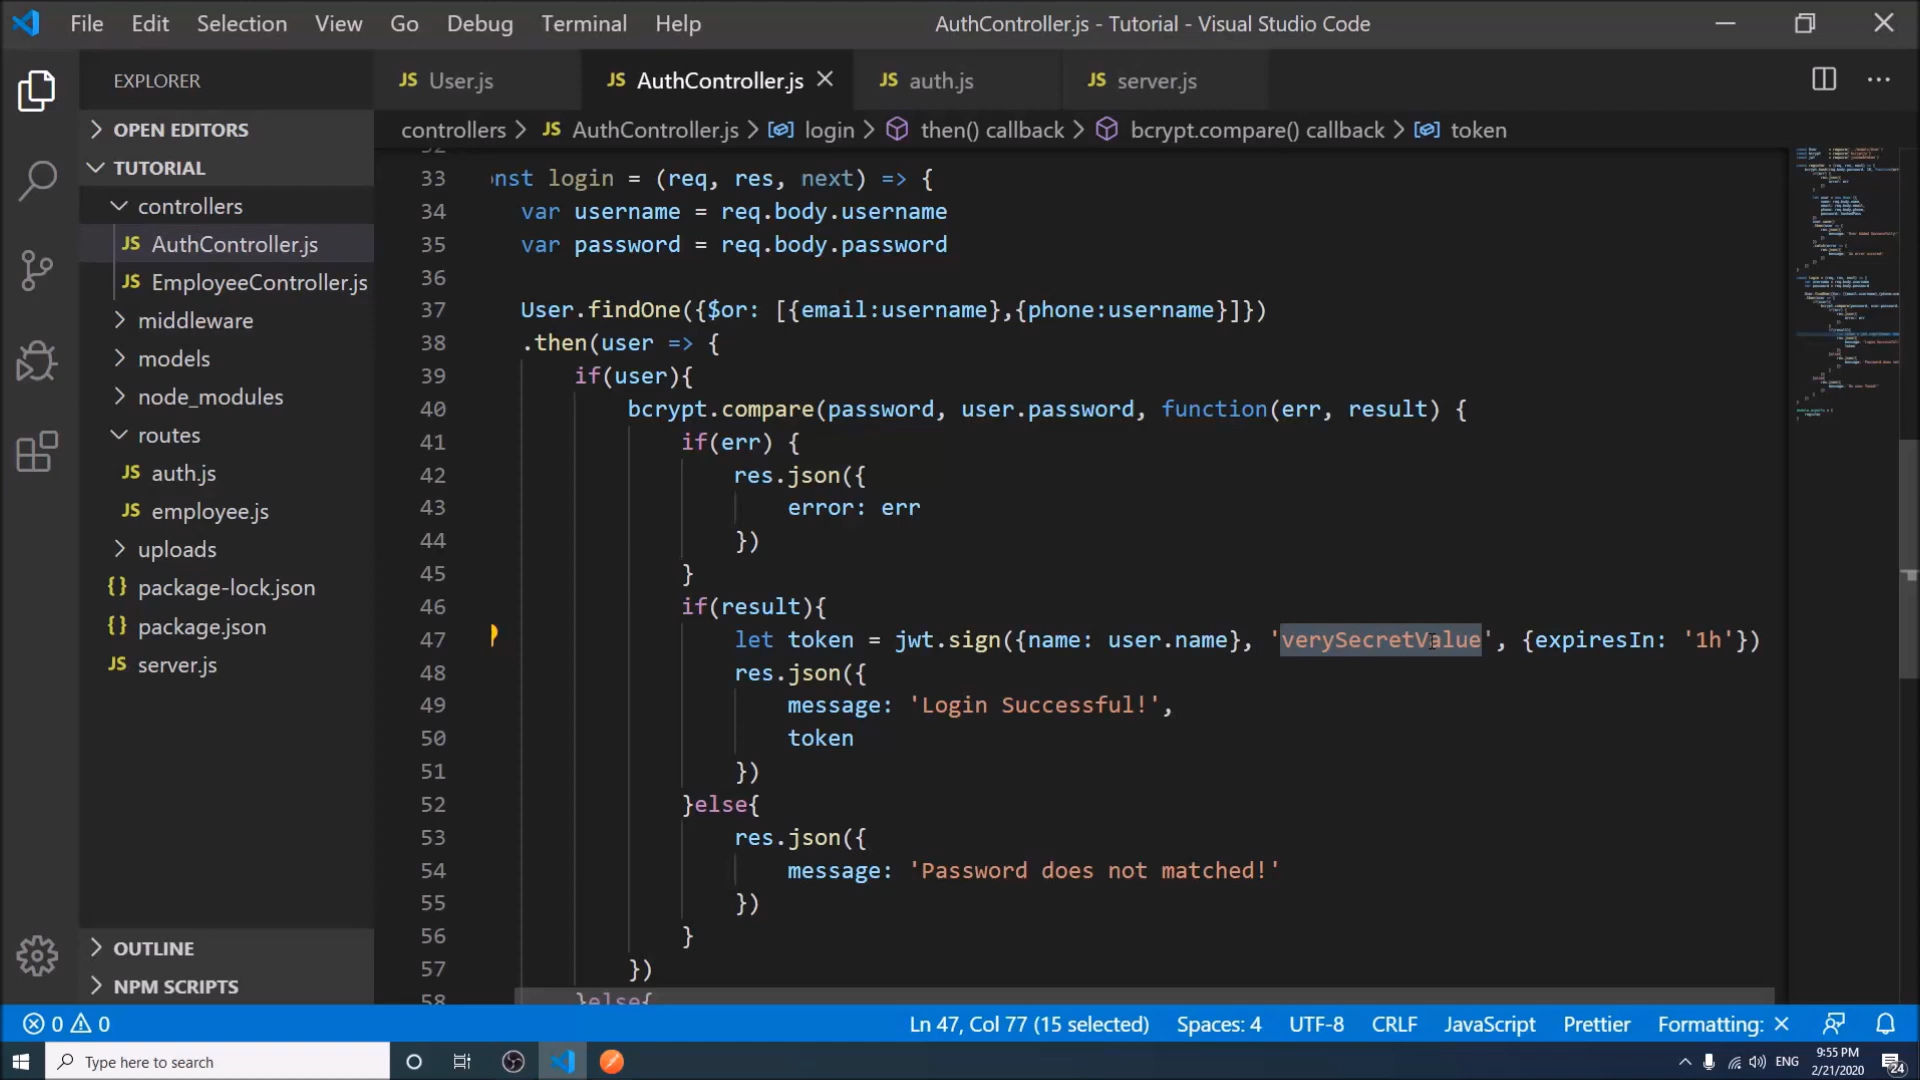 File Edit Selection View Go Debug Terminal Help AuthController.js - Tutorial - Visual Studio Code
EXPLORER
OPEN EDITORS
TUTORIAL
controllers
JS AuthController.js
JS EmployeeController.js
middleware
models
node_modules
routes
JS auth.js
JS employee.js
uploads
{} package-lock.json
{} package.json
JS server.js
OUTLINE
NPM SCRIPTS
JS User.js JS AuthController.js JS auth.js JS server.js
controllers > JS AuthController.js > login > then() callback > bcrypt.compare() callback > token
32
33 nst login = (req, res, next) => {
34 var username = req.body.username
35 var password = req.body.password
36
37 User.findOne({$or: [{email:username},{phone:username}]})
38 .then(user => {
39 if(user){
40 bcrypt.compare(password, user.password, function(err, result) {
41 if(err) {
42 res.json({
43 error: err
44 })
45 }
46 if(result){
47 let token = jwt.sign({name: user.name}, 'verySecretValue', {expiresIn: '1h'})
48 res.json({
49 message: 'Login Successful!',
50 token
51 })
52 }else{
53 res.json({
54 message: 'Password does not matched!'
55 })
56 }
57 })
58 }else{
0 0 Ln 47, Col 77 (15 selected) Spaces: 4 UTF-8 CRLF JavaScript Prettier Formatting: ×
Type here to search ENG 9:55 PM
2/21/2020 24